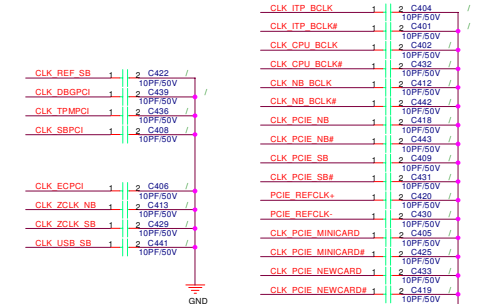 CLK_REF_SB 1 2 C422 /
10PF/50V
CLK_DBGPCI 1 2 C439 /
10PF/50V
CLK_TPMPCI 1 2 C436 /
10PF/50V
CLK_SBPCI 1 2 C408 /
10PF/50V
CLK_ECPCI 1 2 C406 /
10PF/50V
CLK_ZCLK_NB 1 2 C413 /
10PF/50V
CLK_ZCLK_SB 1 2 C429 /
10PF/50V
CLK_USB_SB 1 2 C441 /
10PF/50V
GND
CLK_ITP_BCLK 1 2 C404 /
10PF/50V
CLK_ITP_BCLK# 1 2 C401 /
10PF/50V
CLK_CPU_BCLK 1 2 C402 /
10PF/50V
CLK_CPU_BCLK# 1 2 C432 /
10PF/50V
CLK_NB_BCLK 1 2 C412 /
10PF/50V
CLK_NB_BCLK# 1 2 C442 /
10PF/50V
CLK_PCIE_NB 1 2 C418 /
10PF/50V
CLK_PCIE_NB# 1 2 C443 /
10PF/50V
CLK_PCIE_SB 1 2 C409 /
10PF/50V
CLK_PCIE_SB# 1 2 C431 /
10PF/50V
PCIE_REFCLK+ 1 2 C420 /
10PF/50V
PCIE_REFCLK- 1 2 C430 /
10PF/50V
CLK_PCIE_MINICARD 1 2 C405 /
10PF/50V
CLK_PCIE_MINICARD# 1 2 C425 /
10PF/50V
CLK_PCIE_NEWCARD 1 2 C433 /
10PF/50V
CLK_PCIE_NEWCARD# 1 2 C419 /
10PF/50V